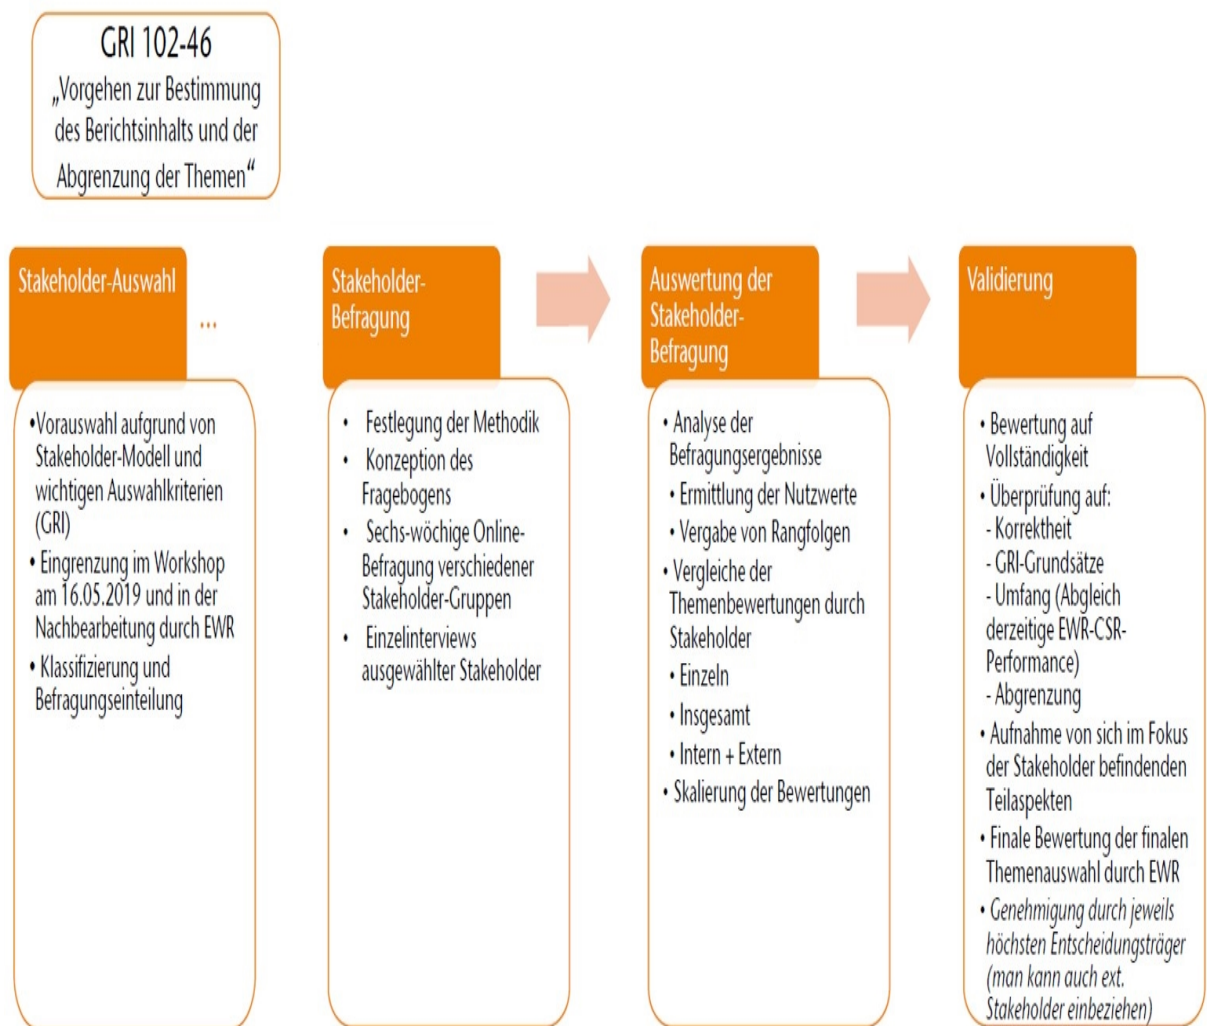 GRI 102-46
„Vorgehen zur Bestimmung
des Berichtsinhalts und der
Abgrenzung der Themen“
Stakeholder-Auswahl
...
•Vorauswahl aufgrund von
Stakeholder-Modell und
wichtigen Auswahlkriterien
(GRI)
• Eingrenzung im Workshop
am 16.05.2019 und in der
Nachbearbeitung durch EWR
• Klassifizierung und
Befragungseinteilung
Stakeholder-
Befragung
• Festlegung der Methodik
• Konzeption des
Fragebogens
• Sechs-wöchige Online-
Befragung verschiedener
Stakeholder-Gruppen
• Einzelinterviews
ausgewählter Stakeholder
Auswertung der
Stakeholder-
Befragung
• Analyse der
Befragungsergebnisse
• Ermittlung der Nutzwerte
• Vergabe von Rangfolgen
• Vergleiche der
Themenbewertungen durch
Stakeholder
• Einzeln
• Insgesamt
• Intern + Extern
• Skalierung der Bewertungen
Validierung
• Bewertung auf
Vollständigkeit
• Überprüfung auf:
- Korrektheit
- GRI-Grundsätze
- Umfang (Abgleich
derzeitige EWR-CSR-
Performance)
- Abgrenzung
• Aufnahme von sich im Fokus
der Stakeholder befindenden
Teilaspekten
• Finale Bewertung der finalen
Themenauswahl durch EWR
• Genehmigung durch jeweils
höchsten Entscheidungsträger
(man kann auch ext.
Stakeholder einbeziehen)